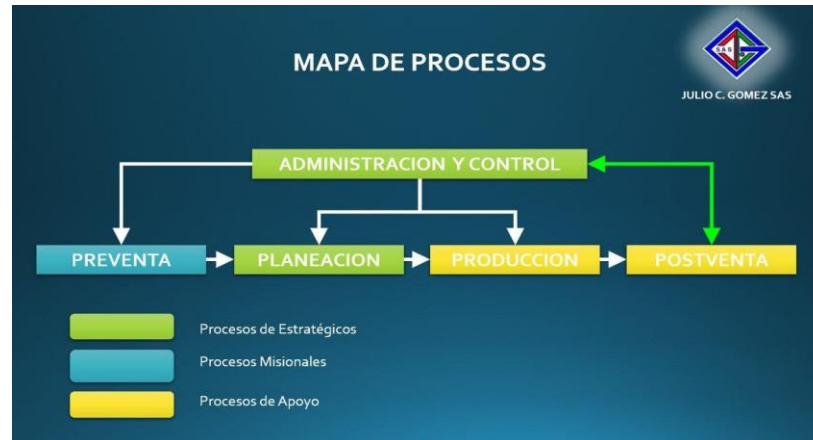 MAPA DE PROCESOS
SAS
JULIO C. GOMEZ SAS
ADMINISTRACION Y CONTROL
PREVENTA
PLANEACION
PRODUCCION
POSTVENTA
Procesos de Estratégicos
Procesos Misionales
Procesos de Apoyo